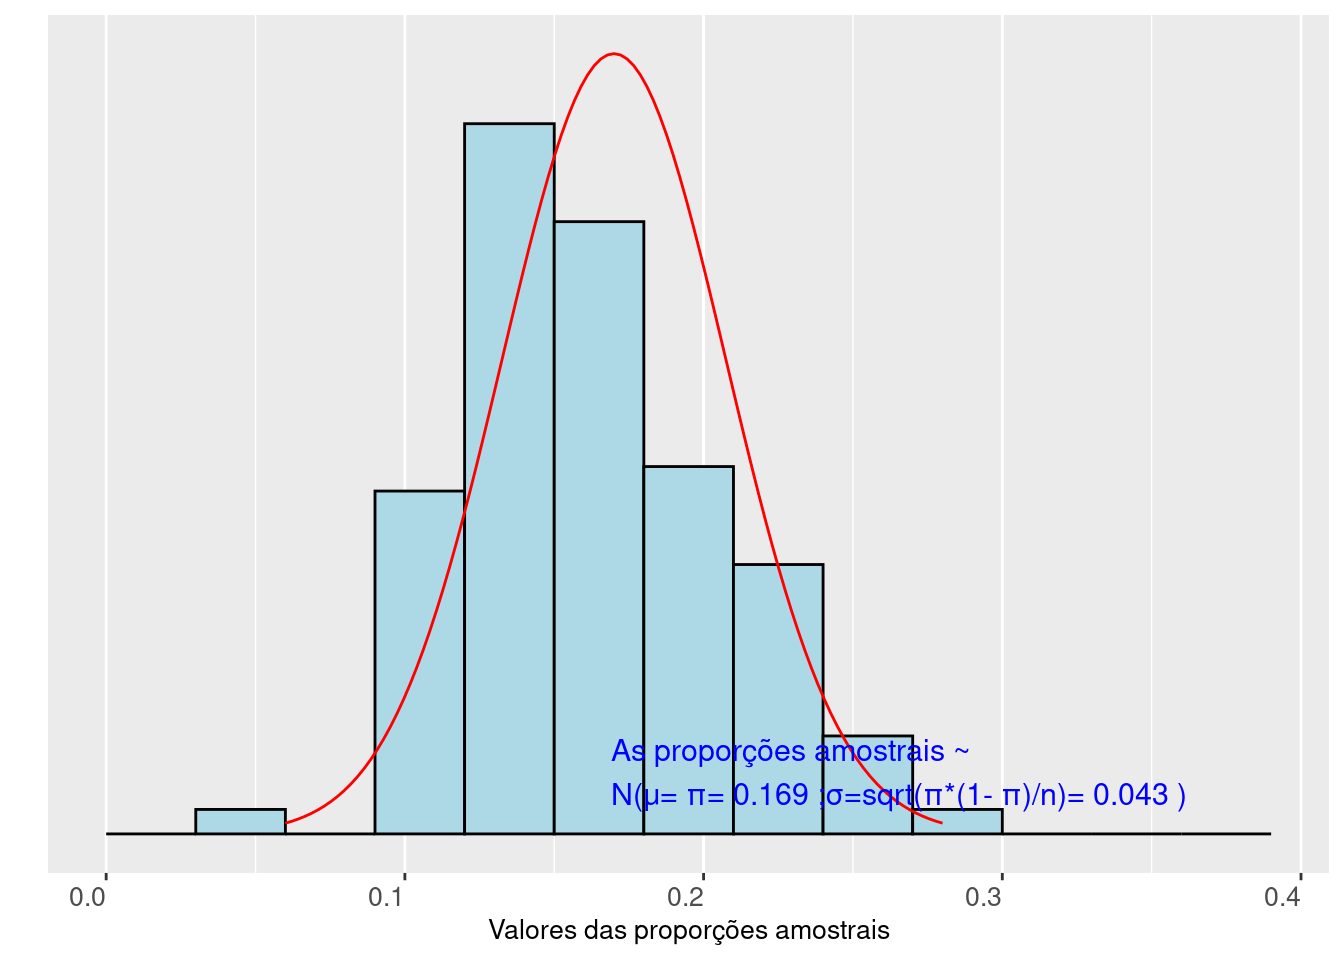 As proporções amostrais ~
N(μ= π= 0.169 ;σ=sqrt(π*(1- π)/n)= 0.043 )
0.0 0.1 0.2 0.3 0.4
Valores das proporções amostrais